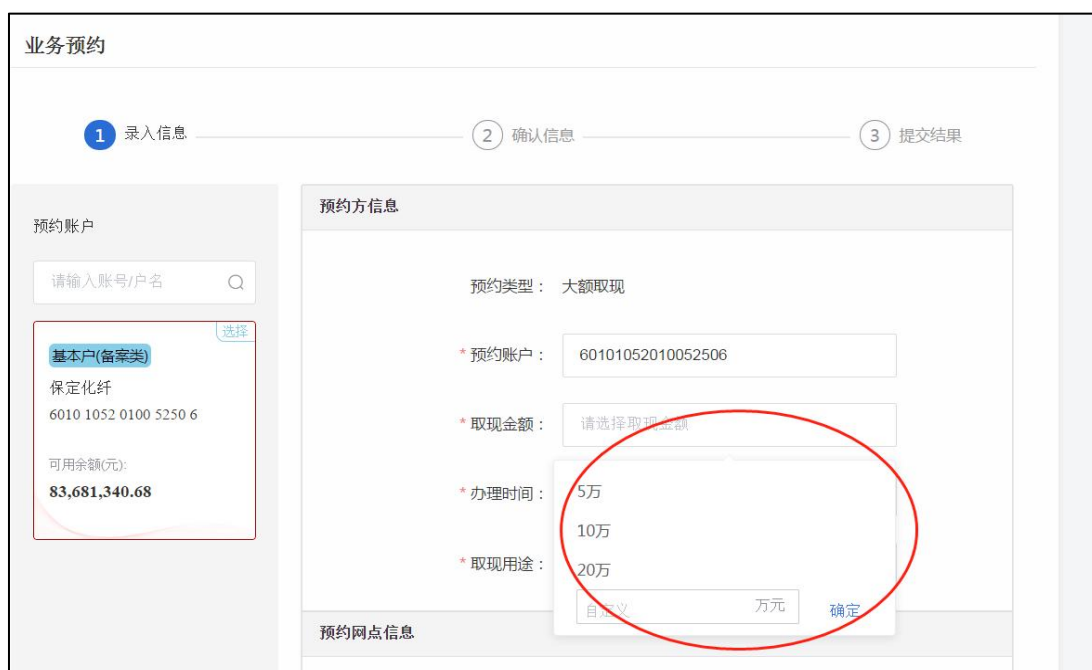 业务预约
1 录入信息
2 确认信息
3 提交结果
预约账户
请输入账号/户名
选择
基本户(备案类)
保定化纤
6010 1052 0100 5250 6
可用余额(元):
83,681,340.68
预约方信息
预约类型： 大额取现
* 预约账户： 60101052010052506
* 取现金额： 请选择取现金额
* 办理时间：
5万
10万
20万
* 取现用途：
自定义 万元 确定
预约网点信息